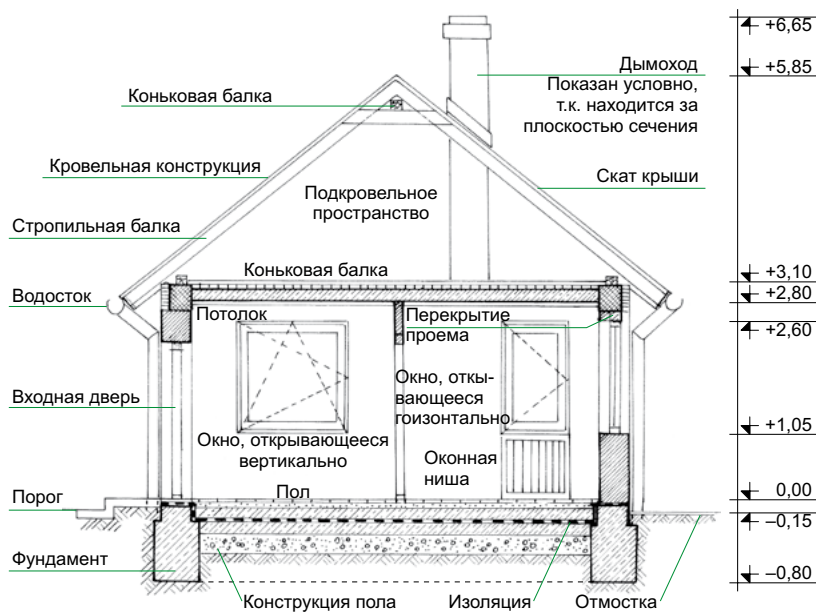 Коньковая балка
Кровельная конструкция
Стропильная балка
Водосток
Входная дверь
Порог
Фундамент
Подкровельное
пространство
Коньковая балка
Потолок
Перекрытие
проема
Окно, откы-
вающееся
гоизонтально
Окно, открывающееся
вертикально
Оконная
ниша
Пол
Конструкция пола
Изоляция
Отмостка
Дымоход
Показан условно,
т.к. находится за
плоскостью сечения
Скат крыши
+6,65
+5,85
+3,10
+2,80
+2,60
+1,05
0,00
–0,15
–0,80